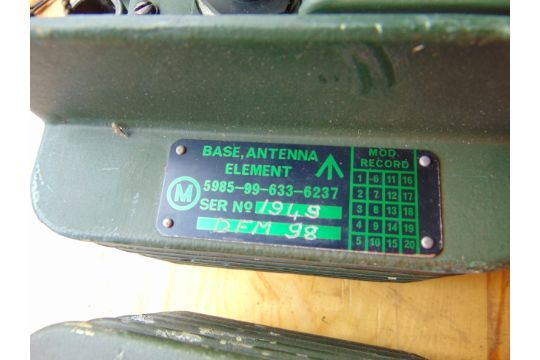 BASE, ANTENNA
ELEMENT
M 5985-99-633-6237
SER Nº 1949
DFM 98
MOD RECORD
1 6 11 16
2 7 12 17
3 8 13 18
4 9 14 19
5 10 15 20